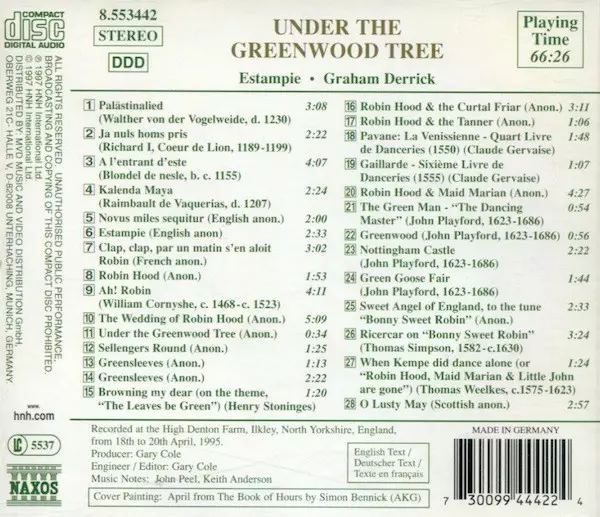 COMPACT
disc
DIGITAL AUDIO
8.553442
STEREO
DDD
UNDER THE
GREENWOOD TREE
Estampie • Graham Derrick
Playing
Time
66:26
1 Palästinalied 3:08
(Walther von der Vogelweide, d. 1230)
2 Ja nuls homs pris 2:22
(Richard I, Coeur de Lion, 1189-1199)
3 A l'entrant d'este 4:07
(Blondel de nesle, b. c. 1155)
4 Kalenda Maya 2:24
(Raimbault de Vaquerias, d. 1207)
5 Novus miles sequitur (English anon.) 2:00
6 Estampie (English anon) 2:33
7 Clap, clap, par un matin s'en aloit 3:02
Robin (French anon.)
8 Robin Hood (Anon.) 1:53
9 Ah! Robin 4:11
(William Cornyshe, c. 1468-c. 1523)
10 The Wedding of Robin Hood (Anon.) 5:09
11 Under the Greenwood Tree (Anon.) 0:34
12 Sellengers Round (Anon.) 1:25
13 Greensleeves (Anon.) 1:13
14 Greensleeves (Anon.) 2:22
15 Browning my dear (on the theme, 1:20
"The Leaves be Green") (Henry Stoninges)
16 Robin Hood & the Curtal Friar (Anon.) 3:11
17 Robin Hood & the Tanner (Anon.) 1:06
18 Pavane: La Venissienne - Quart Livre 1:48
de Danceries (1550) (Claude Gervaise)
19 Gaillarde - Sixième Livre de 1:07
Danceries (1555) (Claude Gervaise)
20 Robin Hood & Maid Marian (Anon.) 4:27
21 The Green Man - "The Dancing 0:54
Master" (John Playford, 1623-1686)
22 Greenwood (John Playford, 1623-1686) 0:56
23 Nottingham Castle 2:22
(John Playford, 1623-1686)
24 Green Goose Fair 1:44
(John Playford, 1623-1686)
25 Sweet Angel of England, to the tune 2:33
"Bonny Sweet Robin" (Anon.)
26 Ricercar on "Bonny Sweet Robin" 3:24
(Thomas Simpson, 1582-c.1630)
27 When Kempe did dance alone (or 1:24
"Robin Hood, Maid Marian & Little John
are gone") (Thomas Weelkes, c.1575-1623)
28 O Lusty May (Scottish anon.) 2:57
Recorded at the High Denton Farm, Ilkley, North Yorkshire, England,
from 18th to 20th April, 1995.
Producer: Gary Cole
Engineer / Editor: Gary Cole
Music Notes: John Peel, Keith Anderson
Cover Painting: April from The Book of Hours by Simon Bennick (AKG)
English Text /
Deutscher Text /
Texte en français
MADE IN GERMANY
7 30099 44422 4
ALL RIGHTS RESERVED. UNAUTHORISED PUBLIC PERFORMANCE,
BROADCASTING AND COPYING OF THIS COMPACT DISC PROHIBITED.
℗ 1997 HNH International Ltd.
© 1997 HNH International Ltd.
DISTRIBUTED BY: MVD MUSIC AND VIDEO DISTRIBUTION GmbH,
OBERWEG 21C- HALLE V, D-82008 UNTERHACHING, MUNICH, GERMANY.
www.
hnh.com
LC 5537
NAXOS